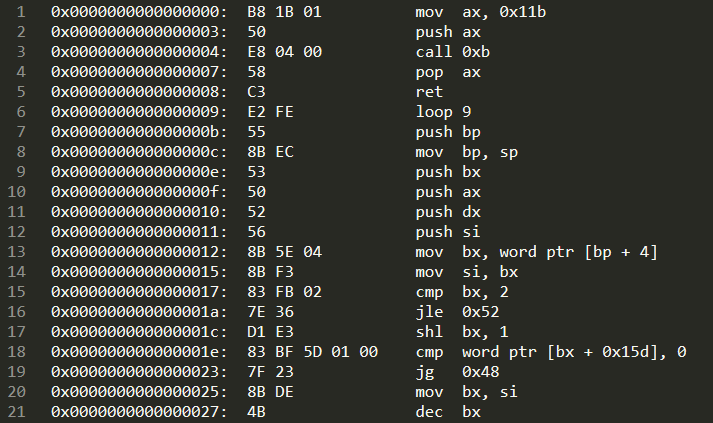 1 0x0000000000000000: B8 1B 01 mov ax, 0x11b
2 0x0000000000000003: 50 push ax
3 0x0000000000000004: E8 04 00 call 0xb
4 0x0000000000000007: 58 pop ax
5 0x0000000000000008: C3 ret
6 0x0000000000000009: E2 FE loop 9
7 0x000000000000000b: 55 push bp
8 0x000000000000000c: 8B EC mov bp, sp
9 0x000000000000000e: 53 push bx
10 0x000000000000000f: 50 push ax
11 0x0000000000000010: 52 push dx
12 0x0000000000000011: 56 push si
13 0x0000000000000012: 8B 5E 04 mov bx, word ptr [bp + 4]
14 0x0000000000000015: 8B F3 mov si, bx
15 0x0000000000000017: 83 FB 02 cmp bx, 2
16 0x000000000000001a: 7E 36 jle 0x52
17 0x000000000000001c: D1 E3 shl bx, 1
18 0x000000000000001e: 83 BF 5D 01 00 cmp word ptr [bx + 0x15d], 0
19 0x0000000000000023: 7F 23 jg 0x48
20 0x0000000000000025: 8B DE mov bx, si
21 0x0000000000000027: 4B dec bx